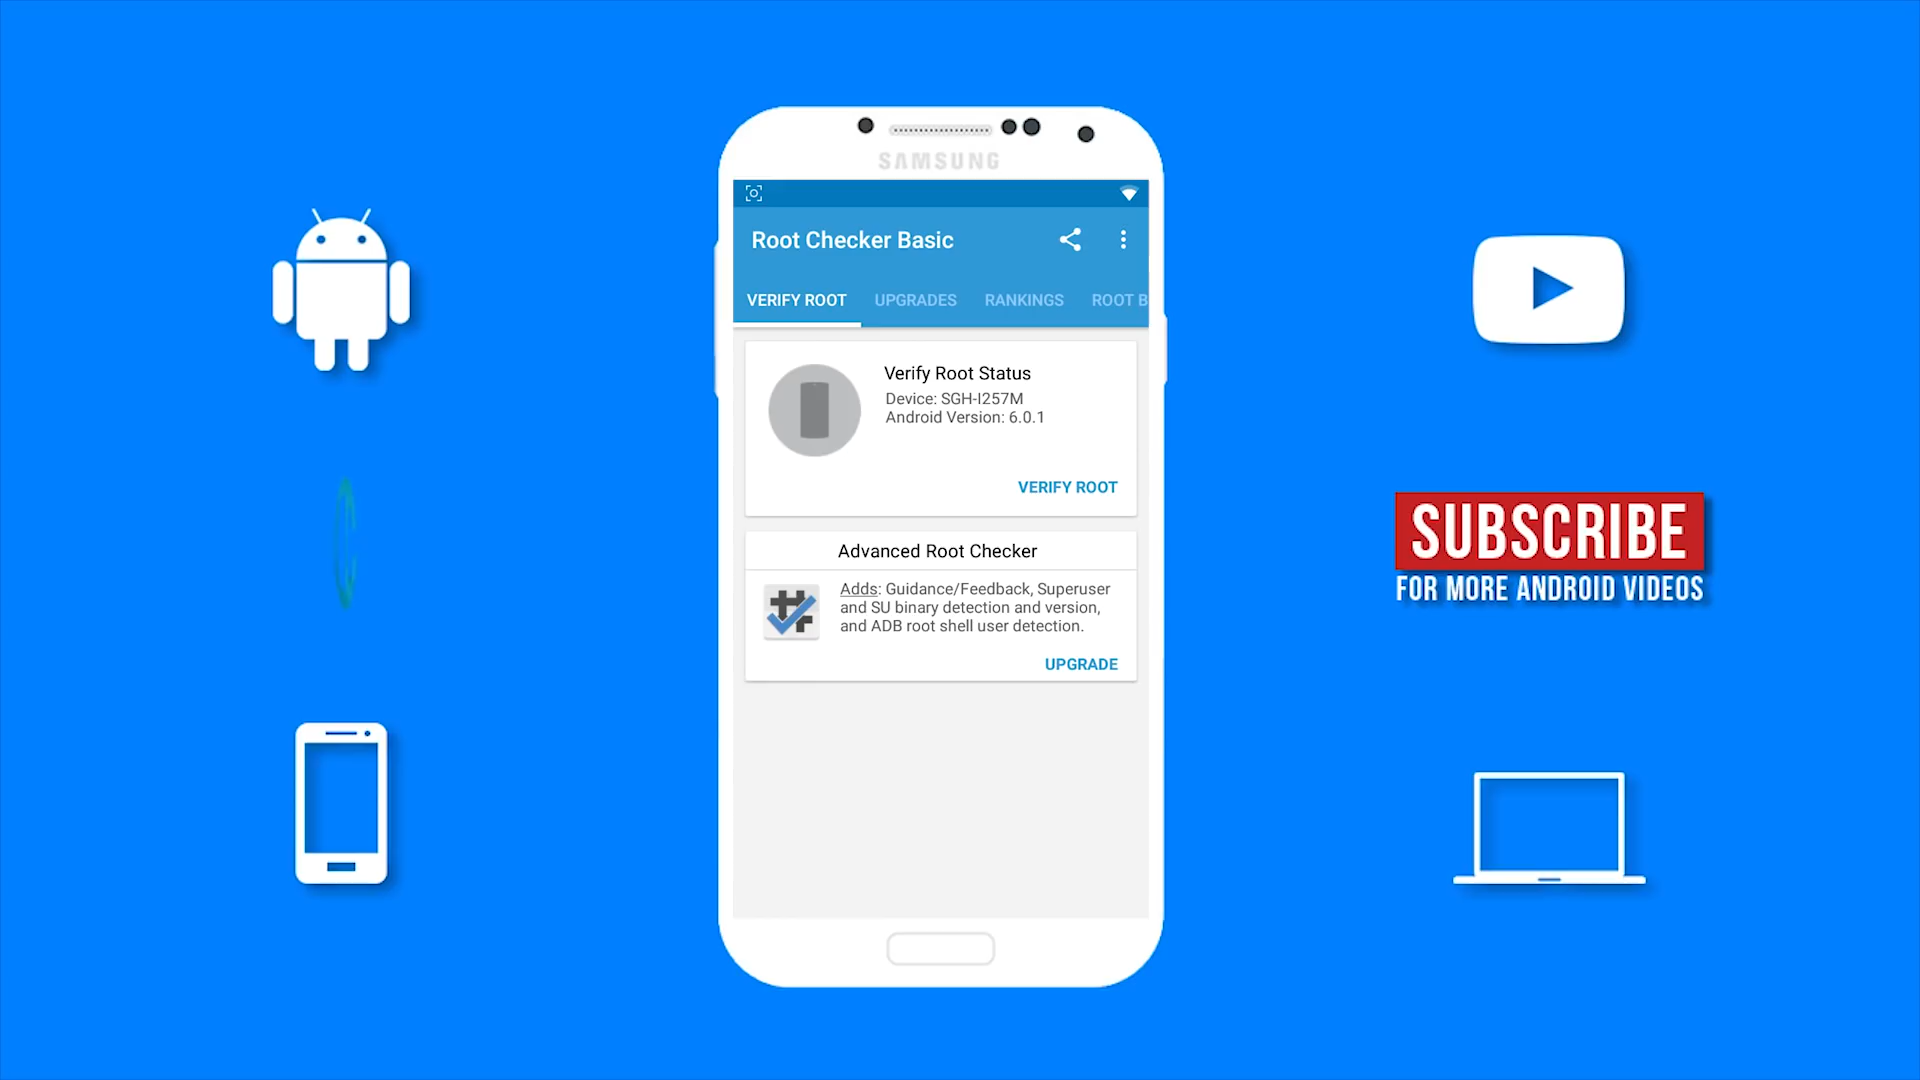 SAMSUNG
Root Checker Basic
VERIFY ROOT
UPGRADES
RANKINGS
ROOT B
Verify Root Status
Device: SGH-I257M
Android Version: 6.0.1
VERIFY ROOT
Advanced Root Checker
Adds: Guidance/Feedback, Superuser
and SU binary detection and version,
and ADB root shell user detection.
UPGRADE
SUBSCRIBE
FOR MORE ANDROID VIDEOS